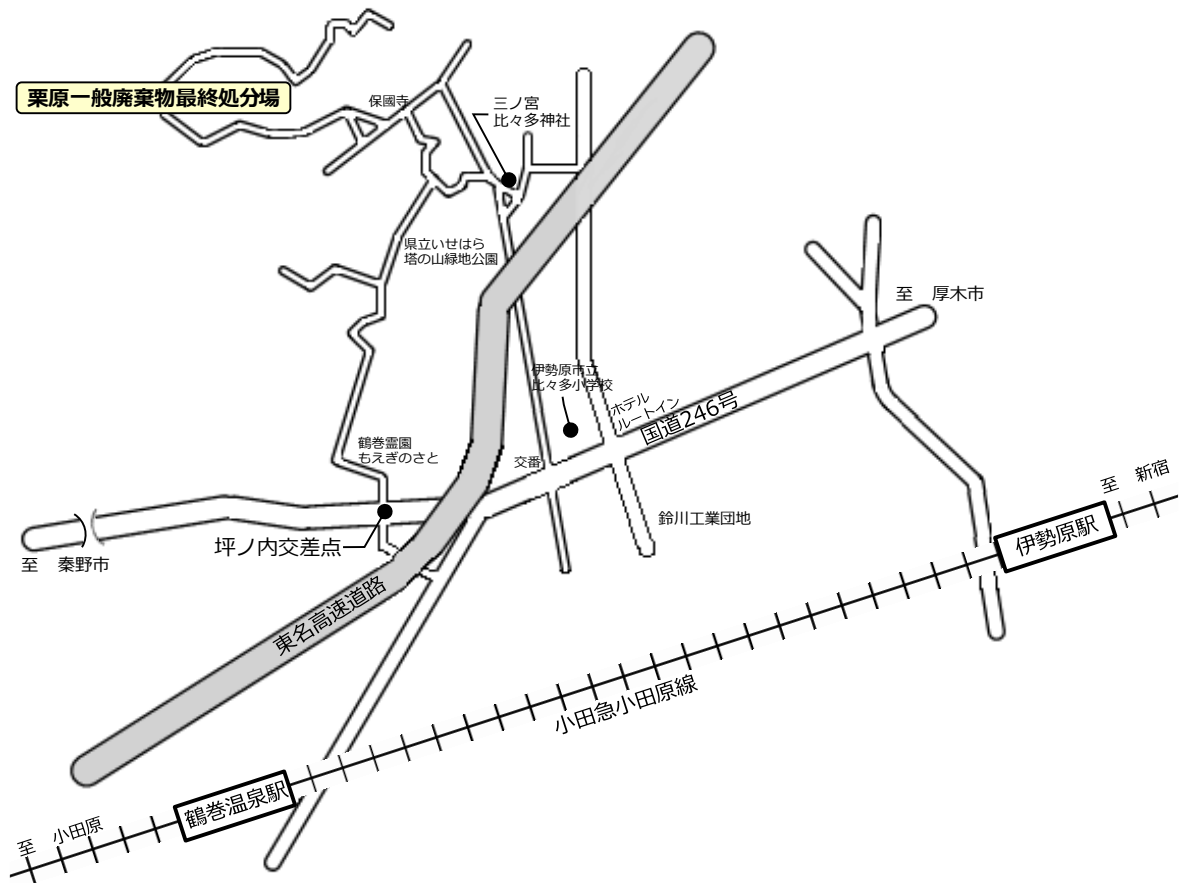 栗原一般廃棄物最終処分場
保國寺
三ノ宮
比々多神社
県立いせはら
塔の山緑地公園
至 厚木市
伊勢原市立
比々多小学校
ホテル
ルートイン
国道246号
鶴巻霊園
もえぎのさと
交番
至 新宿
鈴川工業団地
伊勢原駅
坪ノ内交差点
至 秦野市
東名高速道路
小田急小田原線
鶴巻温泉駅
至 小田原